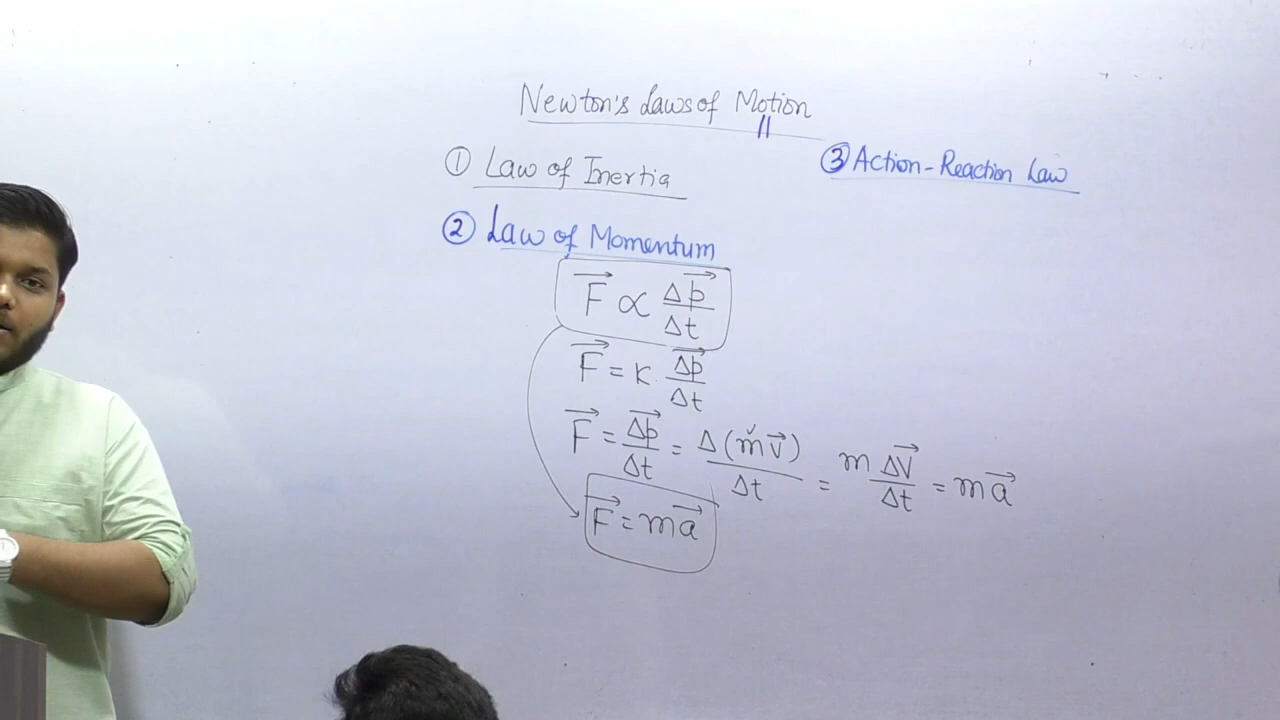 Newton's Laws of Motion
① Law of Inertia
② Law of Momentum
F⃗ ∝ Δp⃗/Δt
F⃗ = K. Δp⃗/Δt
F⃗ = Δp⃗/Δt = Δ(mv⃗)/Δt = m ΔV⃗/Δt = ma⃗
F⃗ = ma⃗
③ Action-Reaction Law